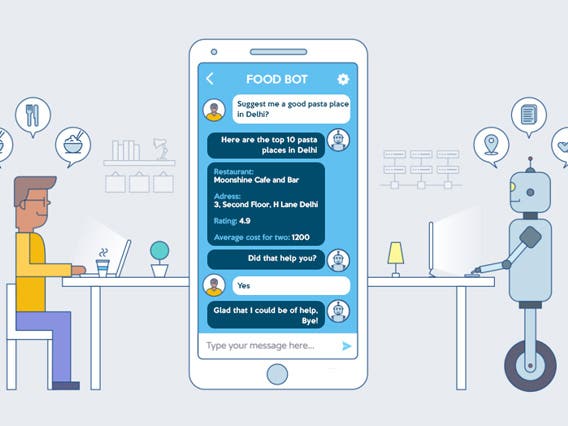 FOOD BOT
Suggest me a good pasta place
in Delhi?
Here are the top 10 pasta
places in Delhi
Restaurant:
Moonshine Cafe and Bar
Adress:
3, Second Floor, H Lane Delhi
Rating: 4.9
Average cost for two: 1200
Did that help you?
Yes
Glad that I could be of help,
Bye!
Type your message here...